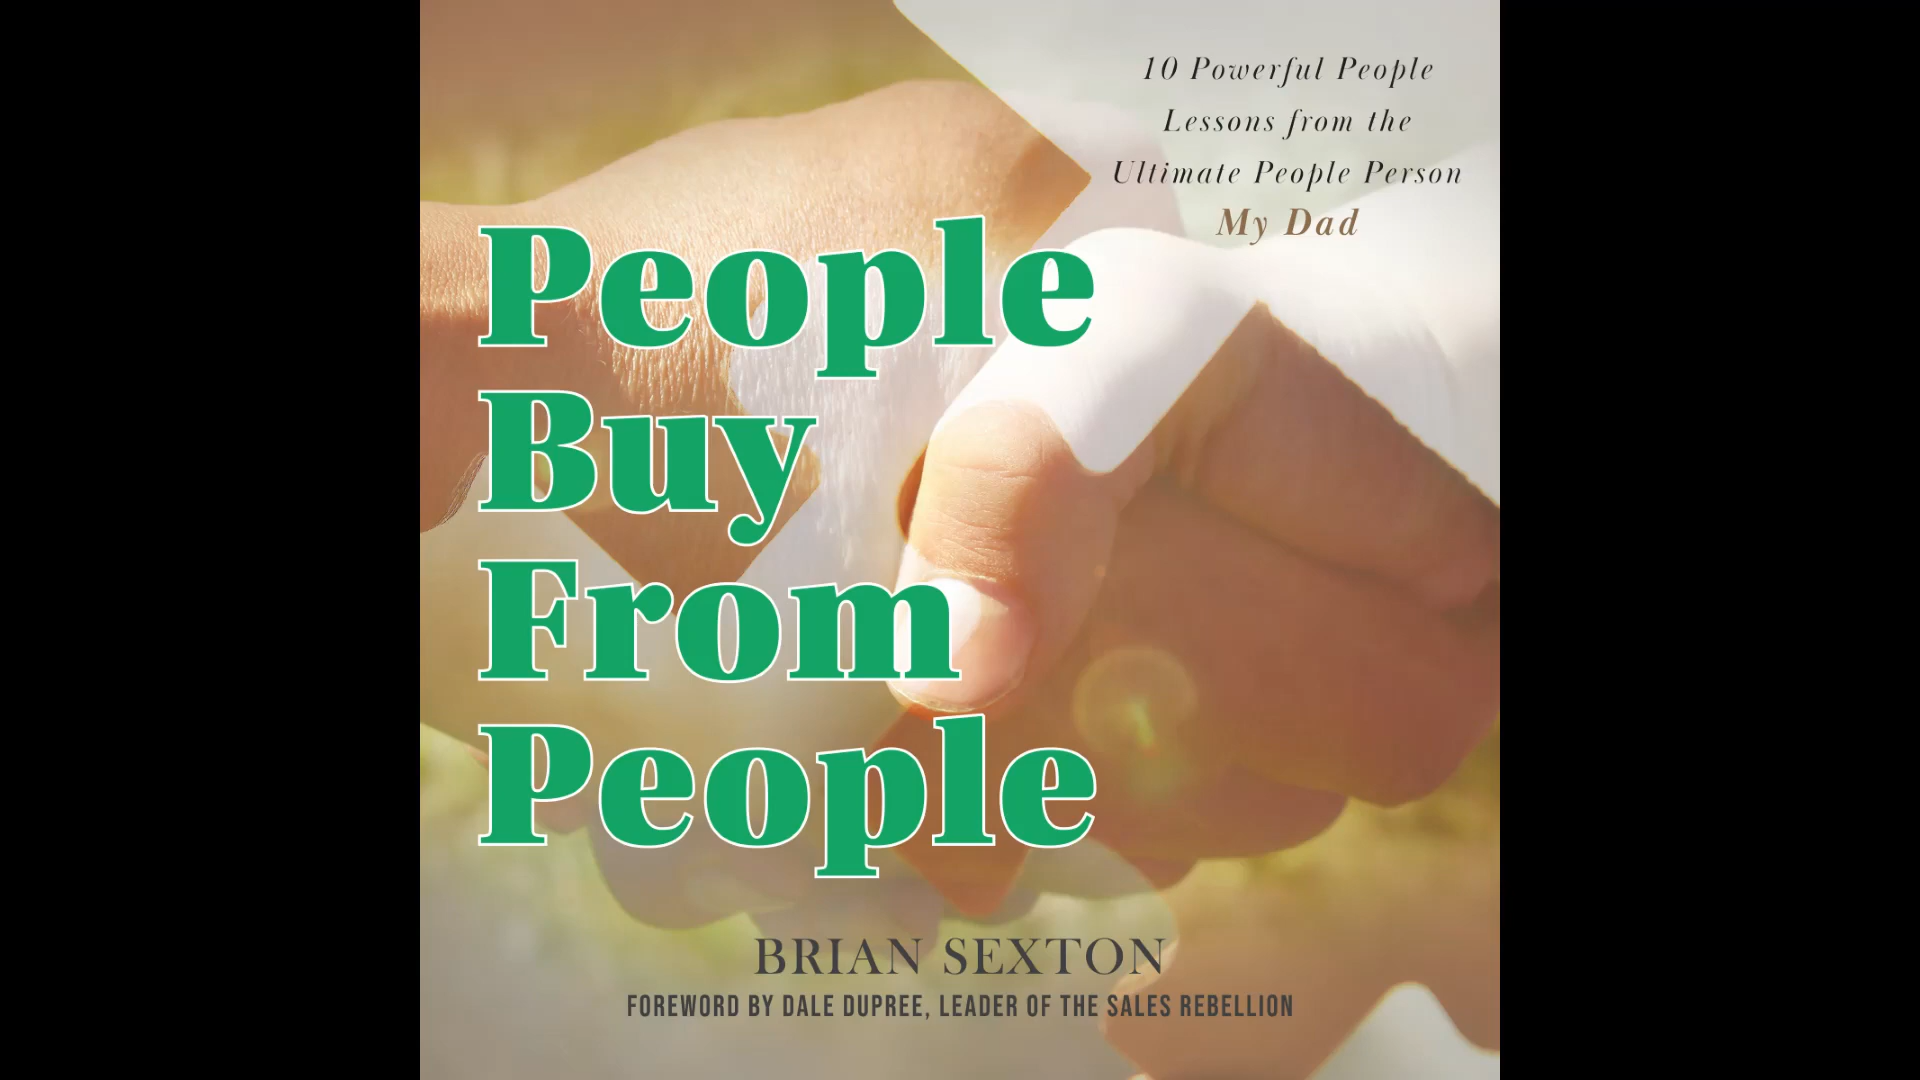 10 Powerful People
Lessons from the
Ultimate People Person
My Dad
People
Buy
From
People
BRIAN SEXTON
FOREWORD BY DALE DUPREE, LEADER OF THE SALES REBELLION